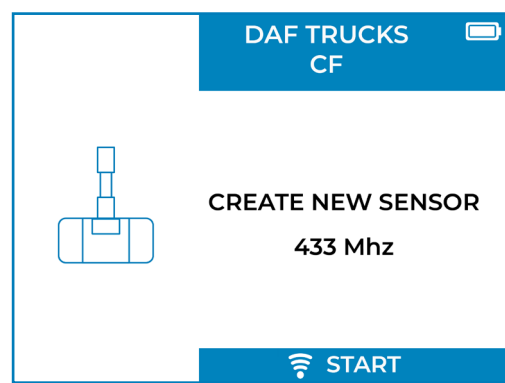 DAF TRUCKS
CF
CREATE NEW SENSOR
433 Mhz
START